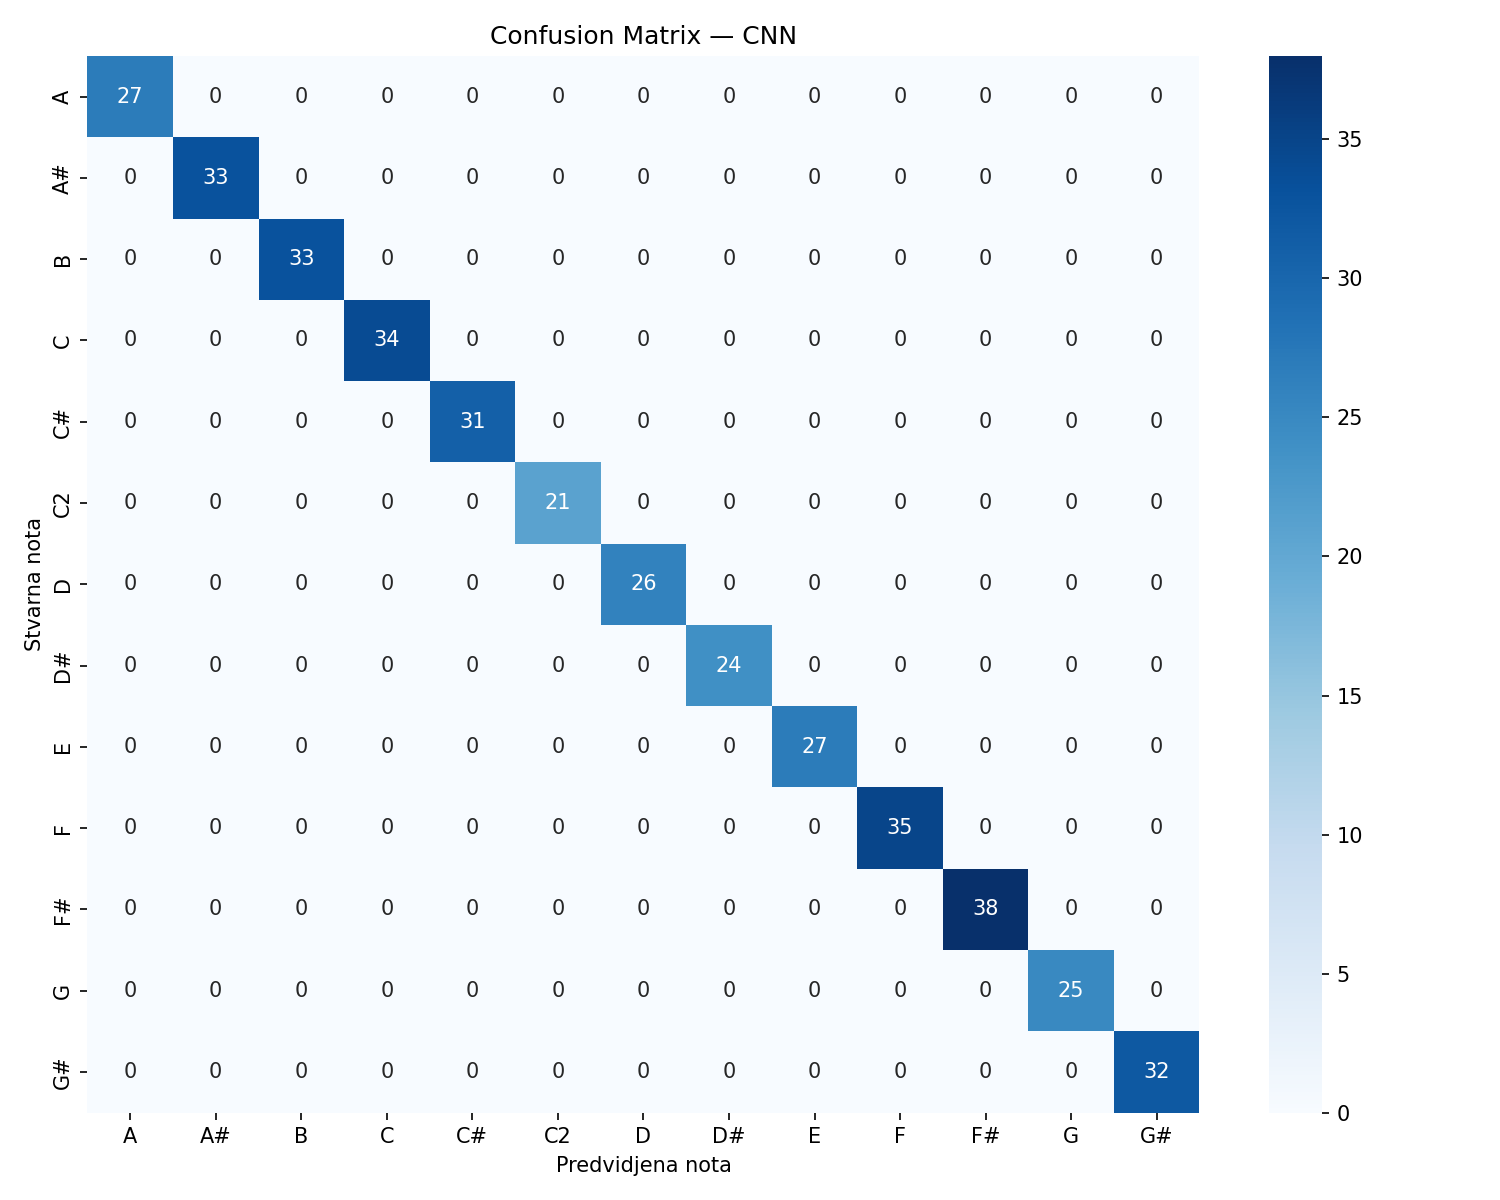 Confusion Matrix — CNN
A 27 0 0 0 0 0 0 0 0 0 0 0 0
A# 0 33 0 0 0 0 0 0 0 0 0 0 0
B 0 0 33 0 0 0 0 0 0 0 0 0 0
C 0 0 0 34 0 0 0 0 0 0 0 0 0
C# 0 0 0 0 31 0 0 0 0 0 0 0 0
C2 0 0 0 0 0 21 0 0 0 0 0 0 0
D 0 0 0 0 0 0 26 0 0 0 0 0 0
D# 0 0 0 0 0 0 0 24 0 0 0 0 0
E 0 0 0 0 0 0 0 0 27 0 0 0 0
F 0 0 0 0 0 0 0 0 0 35 0 0 0
F# 0 0 0 0 0 0 0 0 0 0 38 0 0
G 0 0 0 0 0 0 0 0 0 0 0 25 0
G# 0 0 0 0 0 0 0 0 0 0 0 0 32
A A# B C C# C2 D D# E F F# G G#
Predvidjena nota
Stvarna nota
35
30
25
20
15
10
5
0